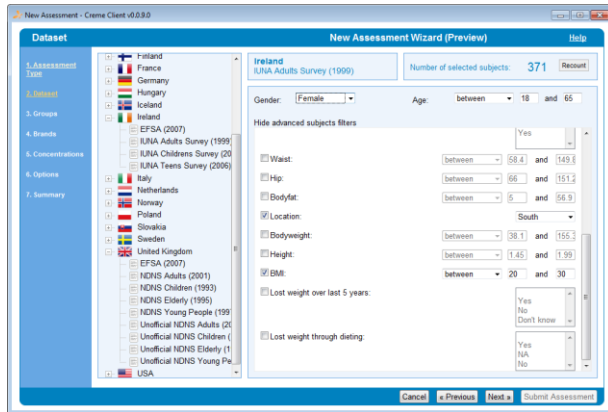 New Assessment - Creme Client v0.0.9.0
Dataset
New Assessment Wizard (Preview)
Help
1. Assessment
Type
2. Dataset
3. Groups
4. Brands
5. Concentrations
6. Options
7. Summary
Finland
France
Germany
Hungary
Iceland
Ireland
EFSA (2007)
IUNA Adults Survey (1999)
IUNA Childrens Survey (20
IUNA Teens Survey (2006)
Italy
Netherlands
Norway
Poland
Slovakia
Sweden
United Kingdom
EFSA (2007)
NDNS Adults (2001)
NDNS Children (1993)
NDNS Elderly (1995)
NDNS Young People (199
Unofficial NDNS Adults (20
Unofficial NDNS Children (
Unofficial NDNS Elderly (1
Unofficial NDNS Young Pe
USA
Ireland
IUNA Adults Survey (1999)
Number of selected subjects: 371 Recount
Gender: Female Age: between 18 and 65
Hide advanced subjects filters
Yes
Waist: between 58.4 and 149.8
Hip: between 66 and 151.2
Bodyfat: between 5 and 56.9
Location: South
Bodyweight: between 38.1 and 155.3
Height: between 1.45 and 1.99
BMI: between 20 and 30
Lost weight over last 5 years:
Yes
No
Don't know
Lost weight through dieting:
Yes
NA
No
Cancel « Previous Next » Submit Assessment